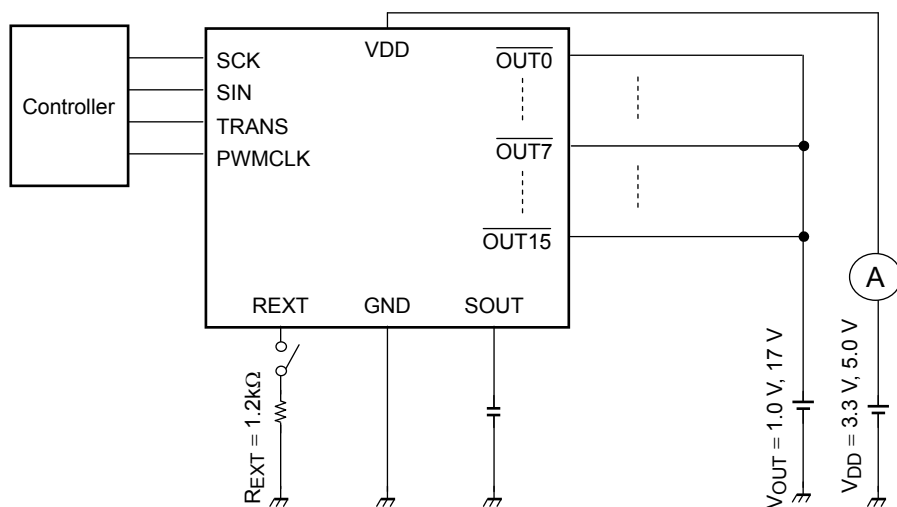 Controller
SCK
SIN
TRANS
PWMCLK
VDD
OUT0
OUT7
OUT15
REXT
GND
SOUT
A
REXT = 1.2kΩ
VOUT = 1.0 V, 17 V
VDD = 3.3 V, 5.0 V